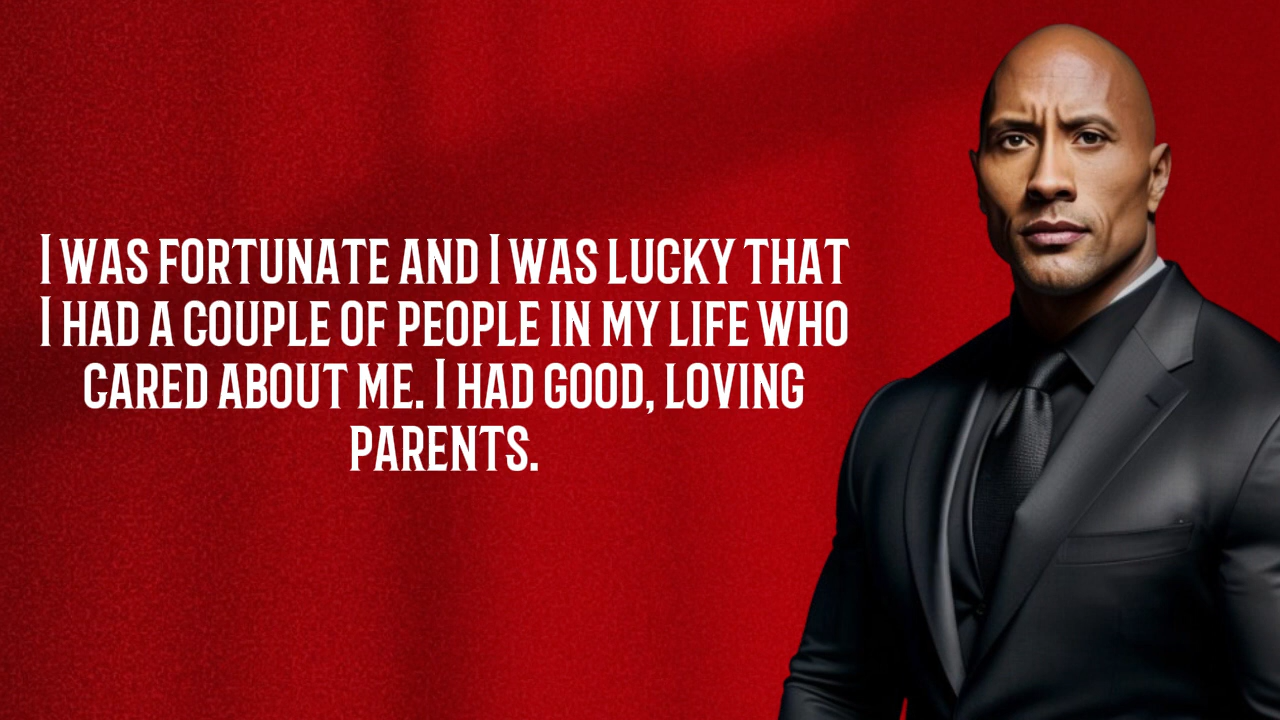 I WAS FORTUNATE AND I WAS LUCKY THAT
I HAD A COUPLE OF PEOPLE IN MY LIFE WHO
CARED ABOUT ME. I HAD GOOD, LOVING
PARENTS.